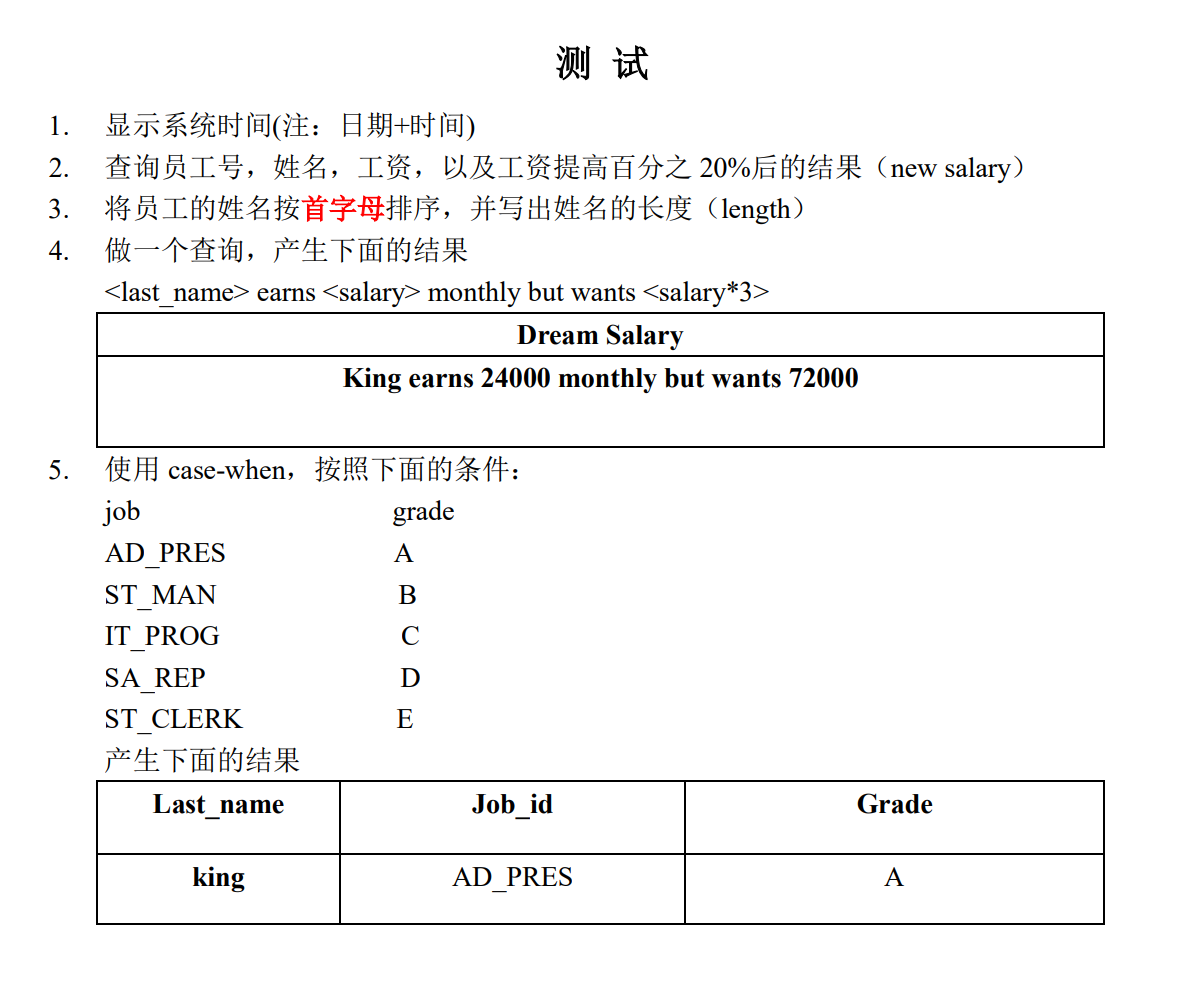 测 试
1. 显示系统时间(注：日期+时间)
2. 查询员工号，姓名，工资，以及工资提高百分之 20%后的结果（new salary）
3. 将员工的姓名按首字母排序，并写出姓名的长度（length）
4. 做一个查询，产生下面的结果
<last_name> earns <salary> monthly but wants <salary*3>
Dream Salary
King earns 24000 monthly but wants 72000
5. 使用 case-when，按照下面的条件：
job grade
AD_PRES A
ST_MAN B
IT_PROG C
SA_REP D
ST_CLERK E
产生下面的结果
Last_name Job_id Grade
king AD_PRES A